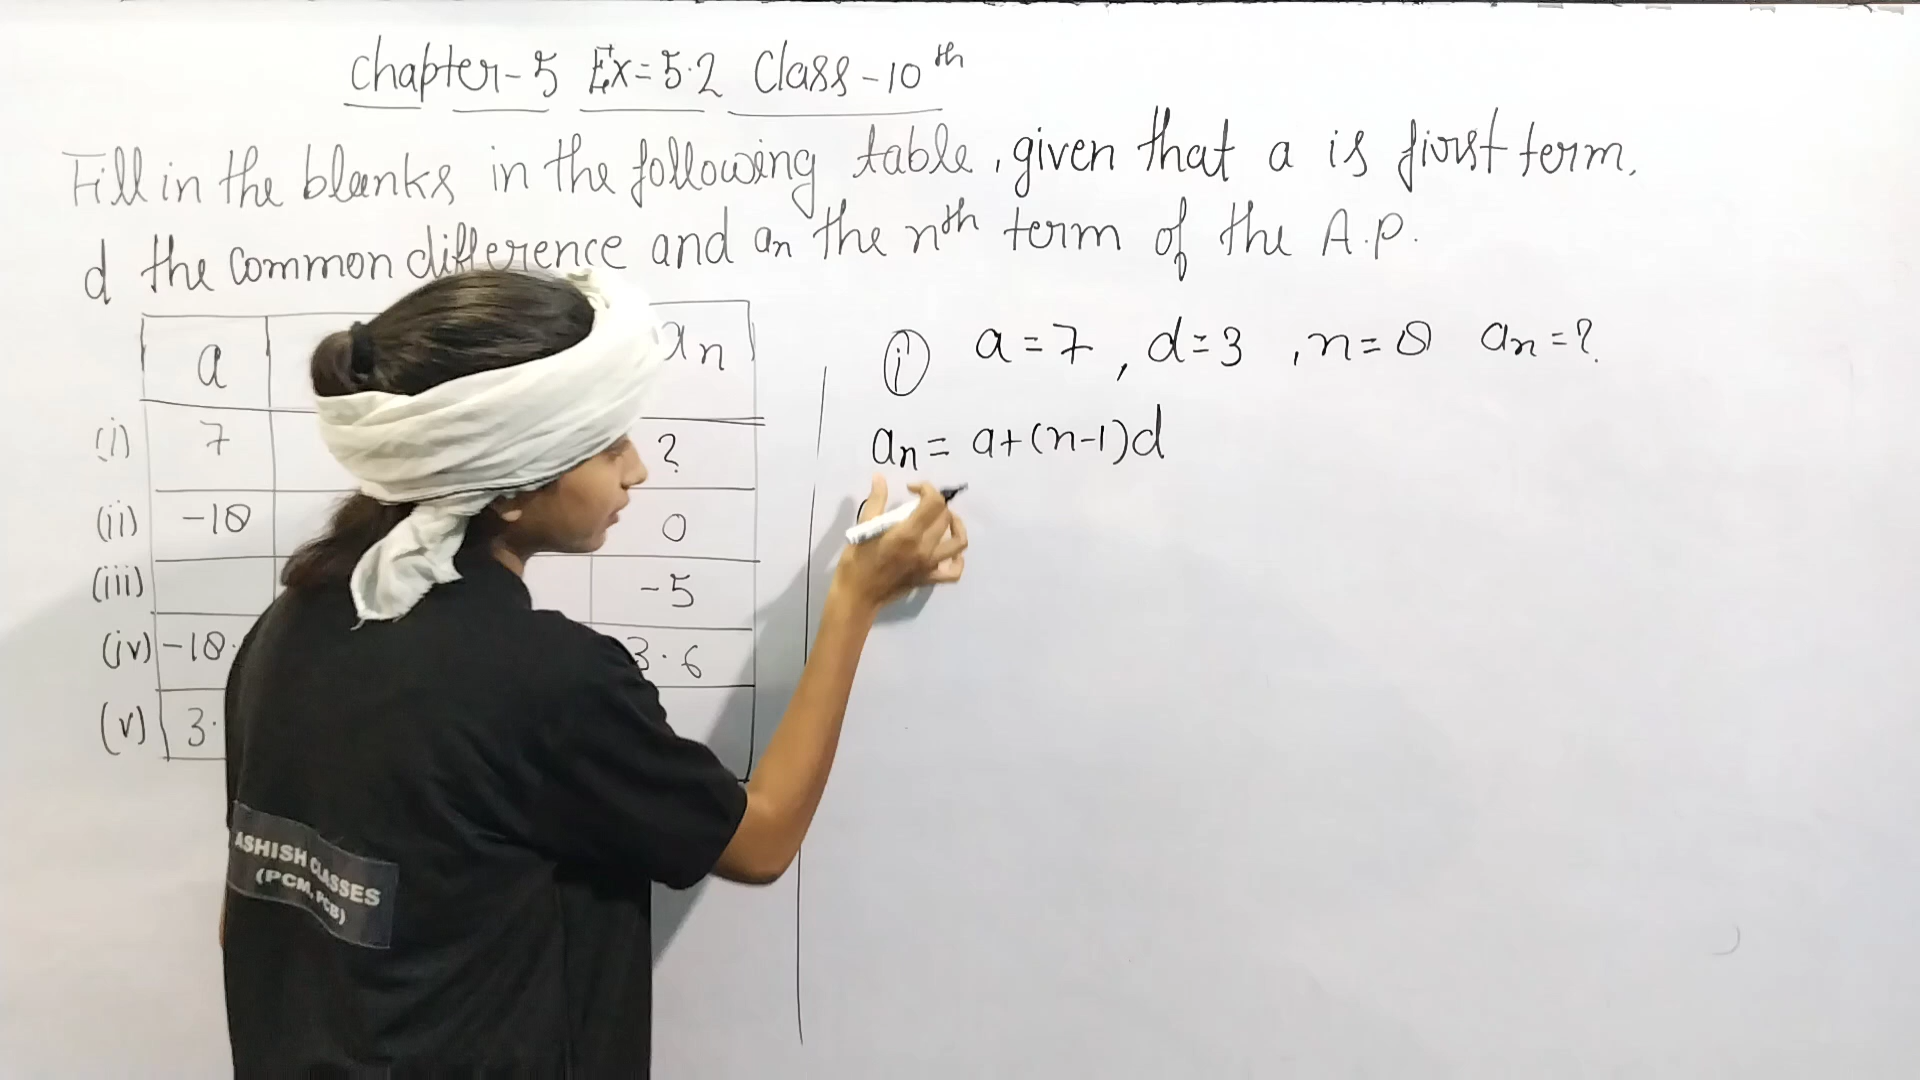 Chapter-5 Ex=5.2 Class-10th
Fill in the blanks in the following table, given that a is first term,
d the common difference and an the nth term of the A.P.
a an
(i) 7 ?
(ii) -18 0
(iii) -5
(iv) -18. 3.6
(v) 3.
(i) a=7, d=3, n=8 an=?
an = a+(n-1)d
ASHISH CLASSES
(PCM, PCB)